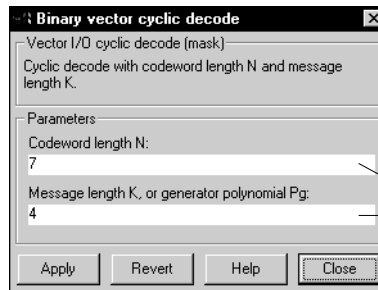 Binary vector cyclic decode
Vector I/O cyclic decode (mask)
Cyclic decode with codeword length N and message
length K.
Parameters
Codeword length N:
7
Message length K, or generator polynomial Pg:
4
Apply Revert Help Close